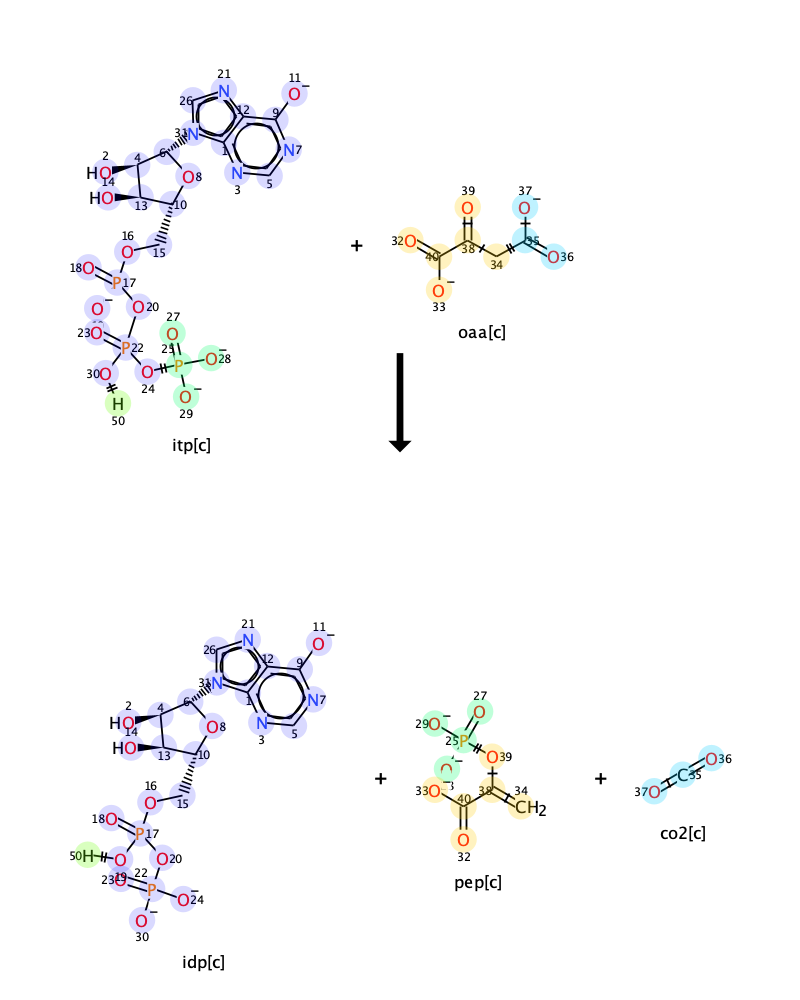 21
11
O−
26
N
12
9
31
N
6
1
N
7
2
4
N
HO
O
8
3
5
14
HO
13
10
16
O
15
18
O
P
17
O−
O
20
27
23
O
P
22
O
25
P
O−
28
30
O
O
24
O−
H
29
50
itp[c]
+
39
37
O
O−
32
O
38
35
40
34
O
36
O−
33
oaa[c]
21
11
N
O−
26
12
9
31
N
6
1
N
7
2
4
N
HO
O
8
3
5
14
HO
13
10
16
O
15
18
O
P
17
50
H
O
O
20
19
23
O
22
P
O−
24
O−
30
idp[c]
+
27
29
O−
O
25
P
O
39
O−
33
O−
40
38
34
CH2
O
32
pep[c]
+
O
36
37
O
C
35
co2[c]